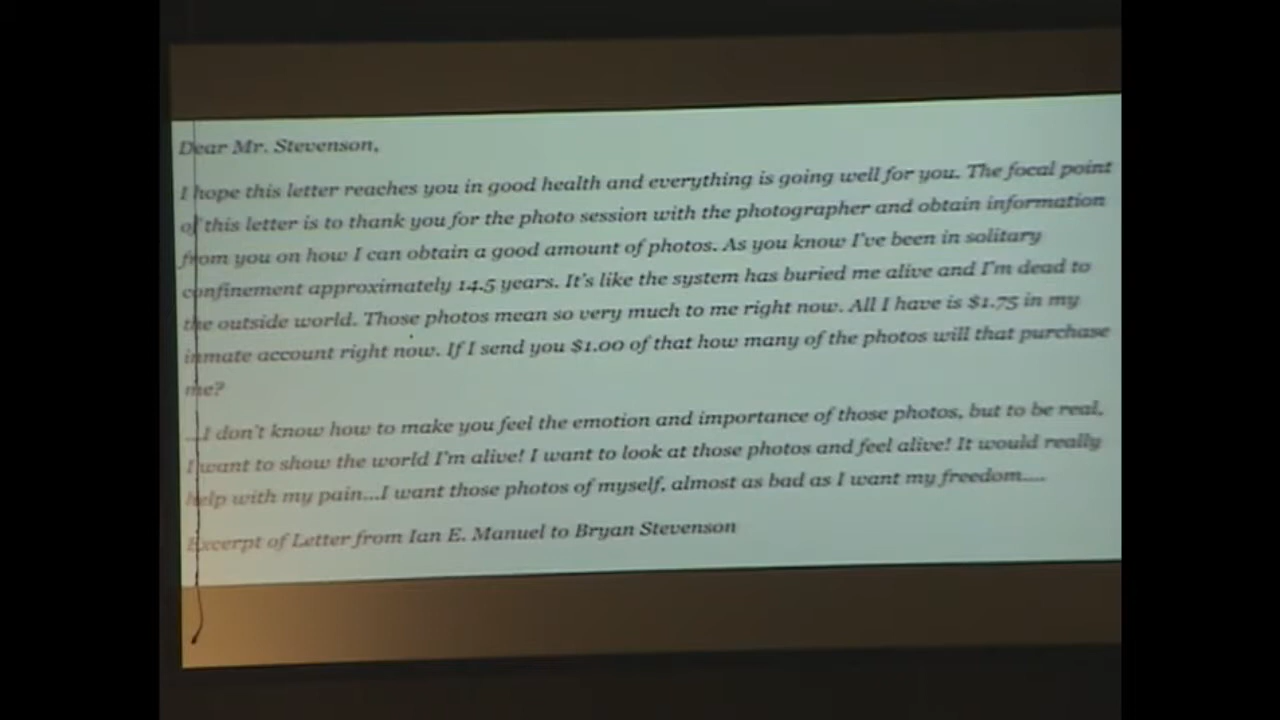 Dear Mr. Stevenson,
I hope this letter reaches you in good health and everything is going well for you. The focal point
of this letter is to thank you for the photo session with the photographer and obtain information
from you on how I can obtain a good amount of photos. As you know I've been in solitary
confinement approximately 14.5 years. It's like the system has buried me alive and I'm dead to
the outside world. Those photos mean so very much to me right now. All I have is $1.75 in my
inmate account right now. If I send you $1.00 of that how many of the photos will that purchase
me?
...I don't know how to make you feel the emotion and importance of those photos, but to be real,
I want to show the world I'm alive! I want to look at those photos and feel alive! It would really
help with my pain...I want those photos of myself, almost as bad as I want my freedom....
Excerpt of Letter from Ian E. Manuel to Bryan Stevenson